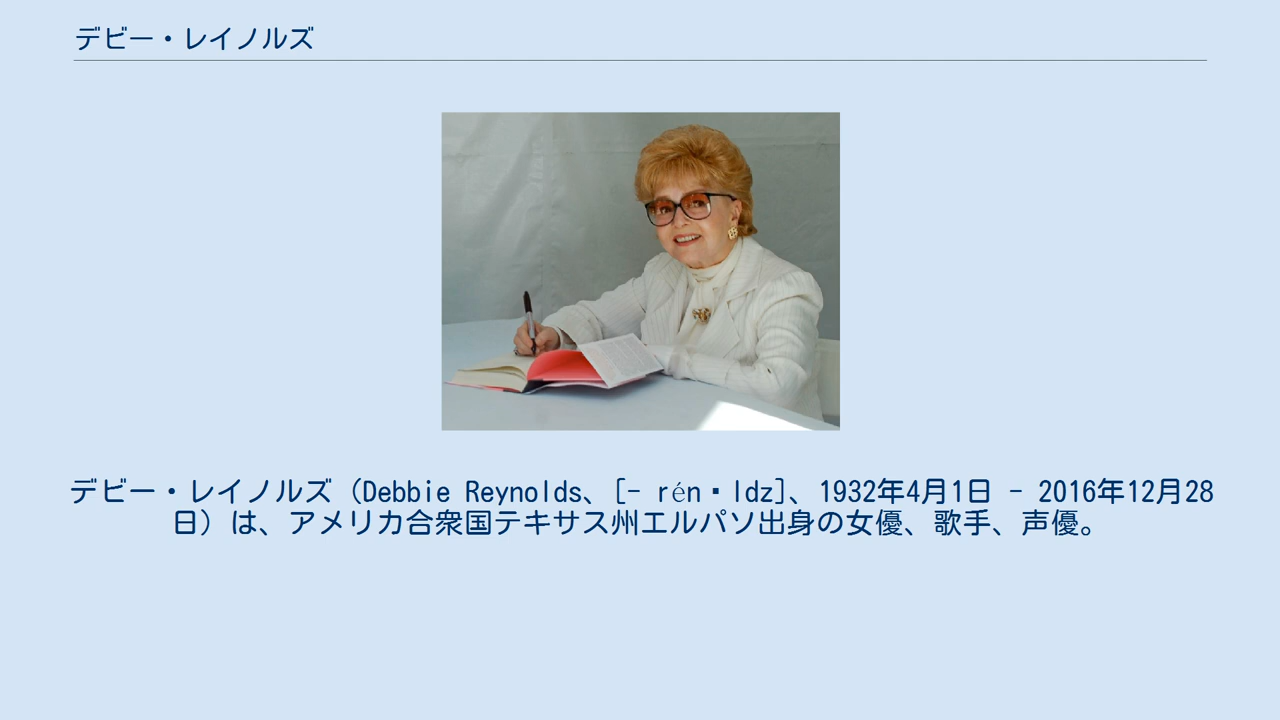 デビー・レイノルズ
デビー・レイノルズ（Debbie Reynolds、[- rén・ldz]、1932年4月1日 - 2016年12月28
日）は、アメリカ合衆国テキサス州エルパソ出身の女優、歌手、声優。